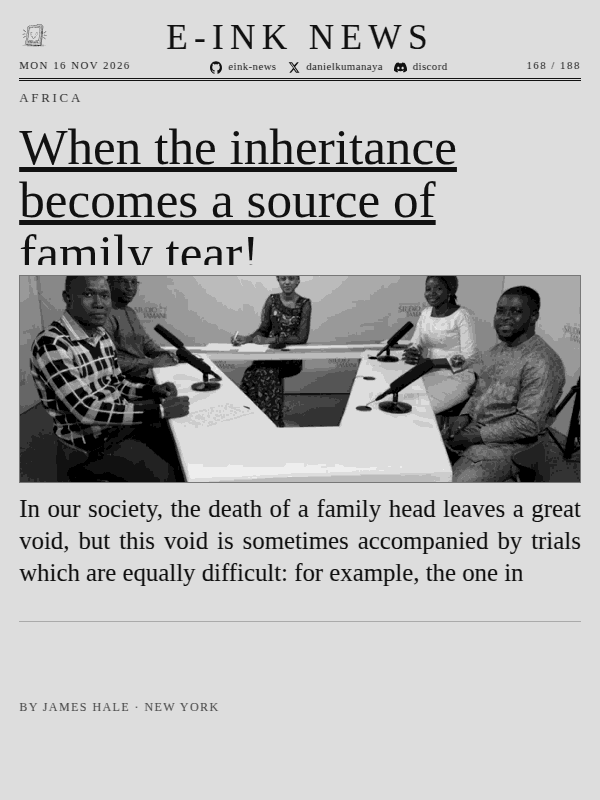 E-INK NEWS
MON 16 NOV 2026
eink-news danielkumanaya discord
168 / 188
AFRICA
When the inheritance
becomes a source of
family tear!
In our society, the death of a family head leaves a great
void, but this void is sometimes accompanied by trials
which are equally difficult: for example, the one in
BY JAMES HALE · NEW YORK